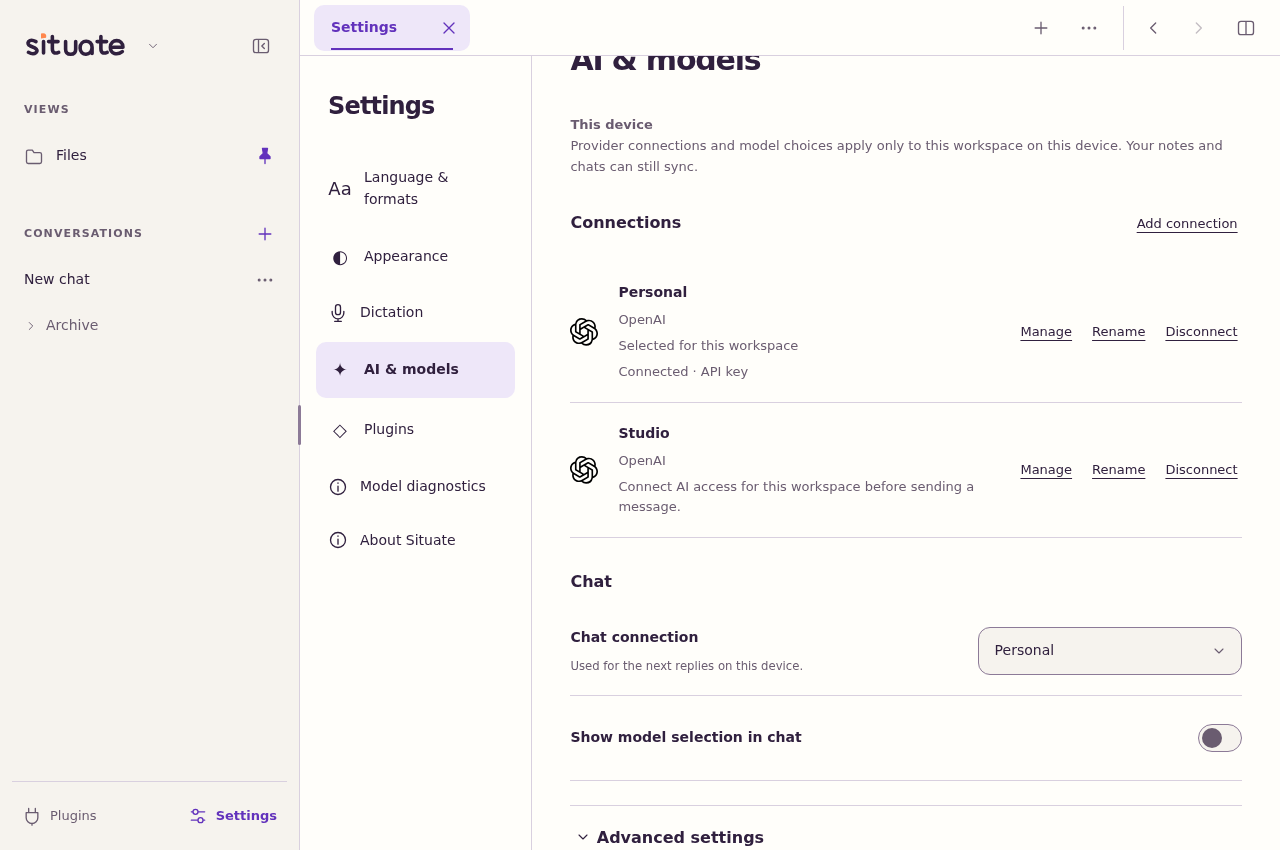 situate
VIEWS
Files
CONVERSATIONS
New chat
Archive
Plugins
Settings
Settings
Settings
Aa
Language &
formats
Appearance
Dictation
AI & models
Plugins
Model diagnostics
About Situate
AI & models
This device
Provider connections and model choices apply only to this workspace on this device. Your notes and
chats can still sync.
Connections
Add connection
Personal
OpenAI
Selected for this workspace
Connected · API key
Manage
Rename
Disconnect
Studio
OpenAI
Connect AI access for this workspace before sending a
message.
Manage
Rename
Disconnect
Chat
Chat connection
Used for the next replies on this device.
Personal
Show model selection in chat
Advanced settings